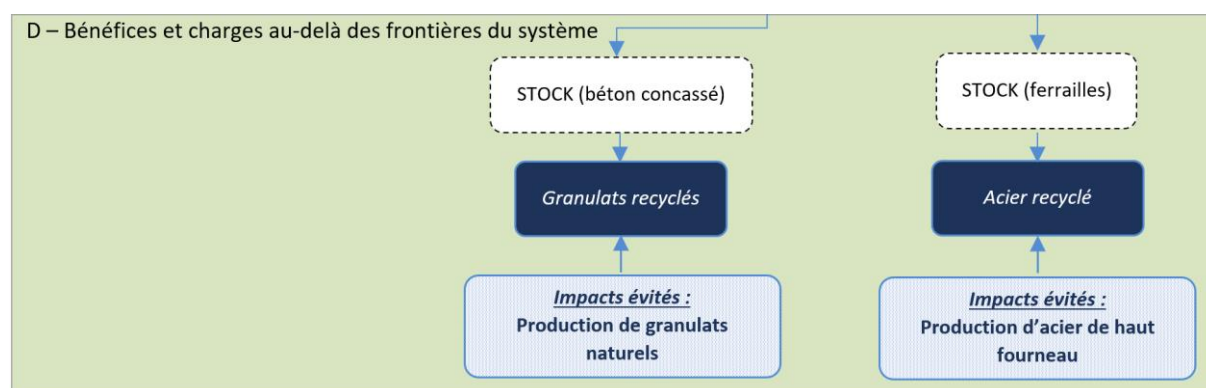 D – Bénéfices et charges au-delà des frontières du système
STOCK (béton concassé)
STOCK (ferrailles)
Granulats recyclés
Acier recyclé
Impacts évités :
Production de granulats
naturels
Impacts évités :
Production d’acier de haut
fourneau